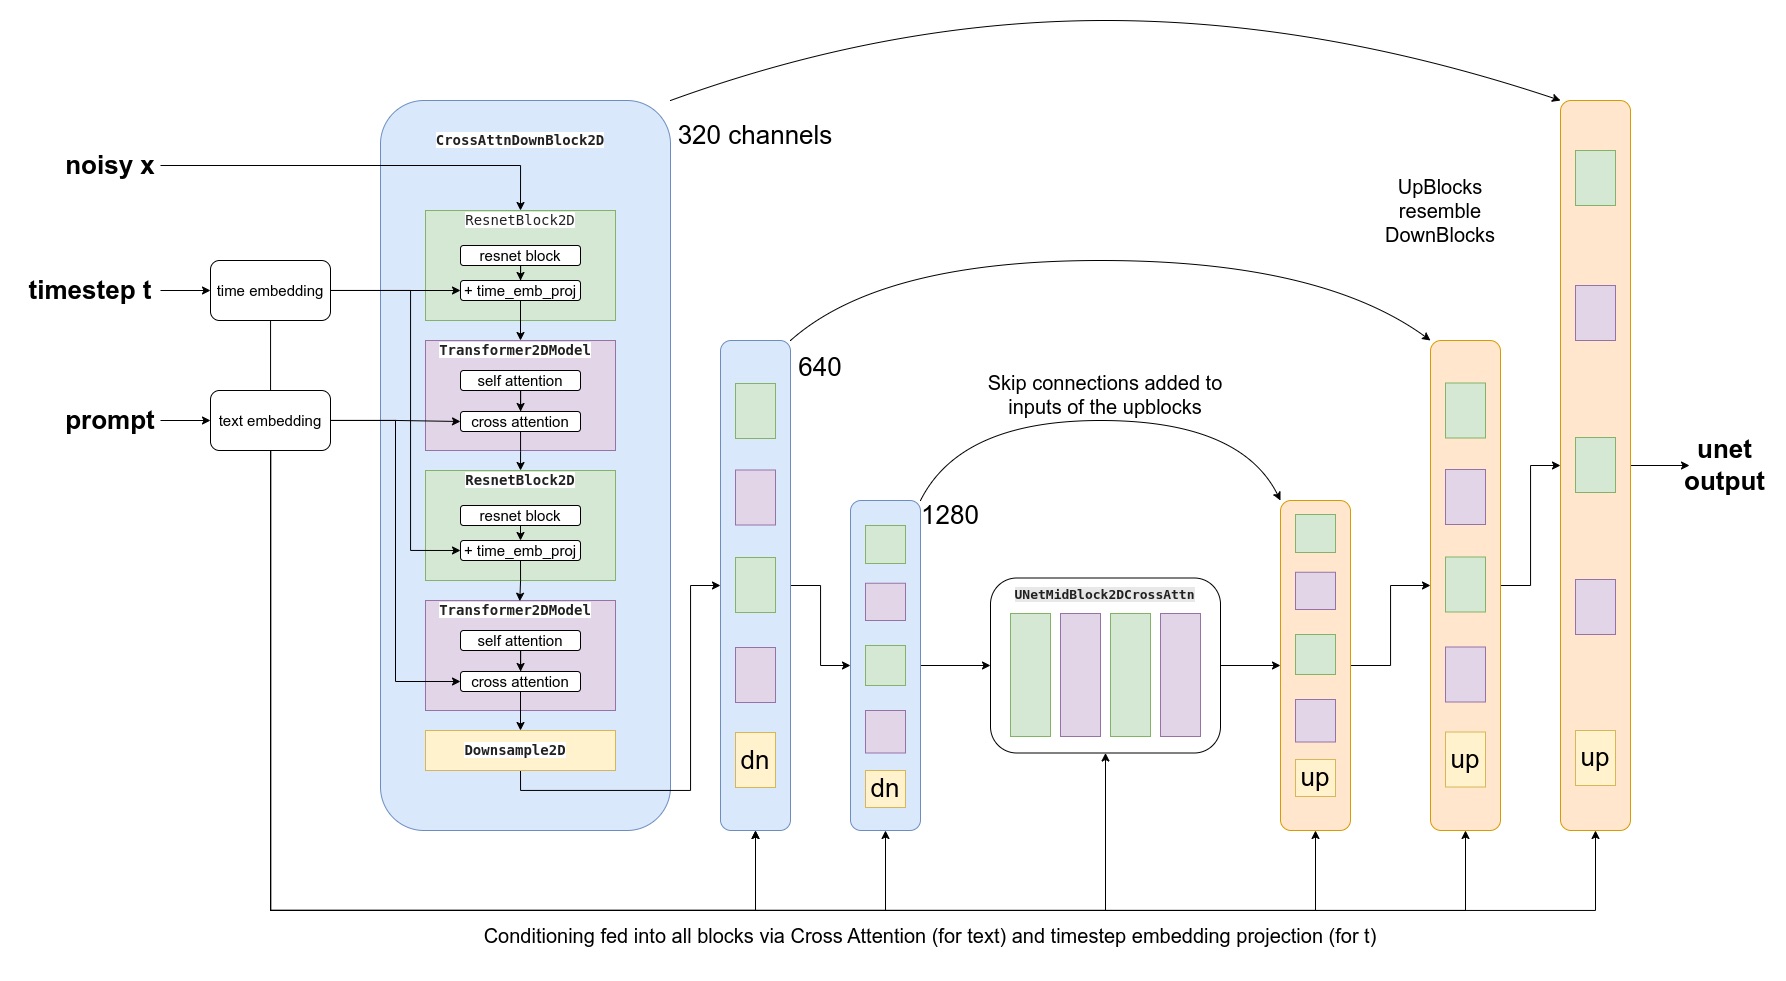 noisy x
timestep t
prompt
time embedding
text embedding
CrossAttnDownBlock2D
ResnetBlock2D
resnet block
+ time_emb_proj
Transformer2DModel
self attention
cross attention
ResnetBlock2D
resnet block
+ time_emb_proj
Transformer2DModel
self attention
cross attention
Downsample2D
320 channels
640
dn
1280
dn
Skip connections added to
inputs of the upblocks
UNetMidBlock2DCrossAttn
up
up
UpBlocks
resemble
DownBlocks
up
unet
output
Conditioning fed into all blocks via Cross Attention (for text) and timestep embedding projection (for t)